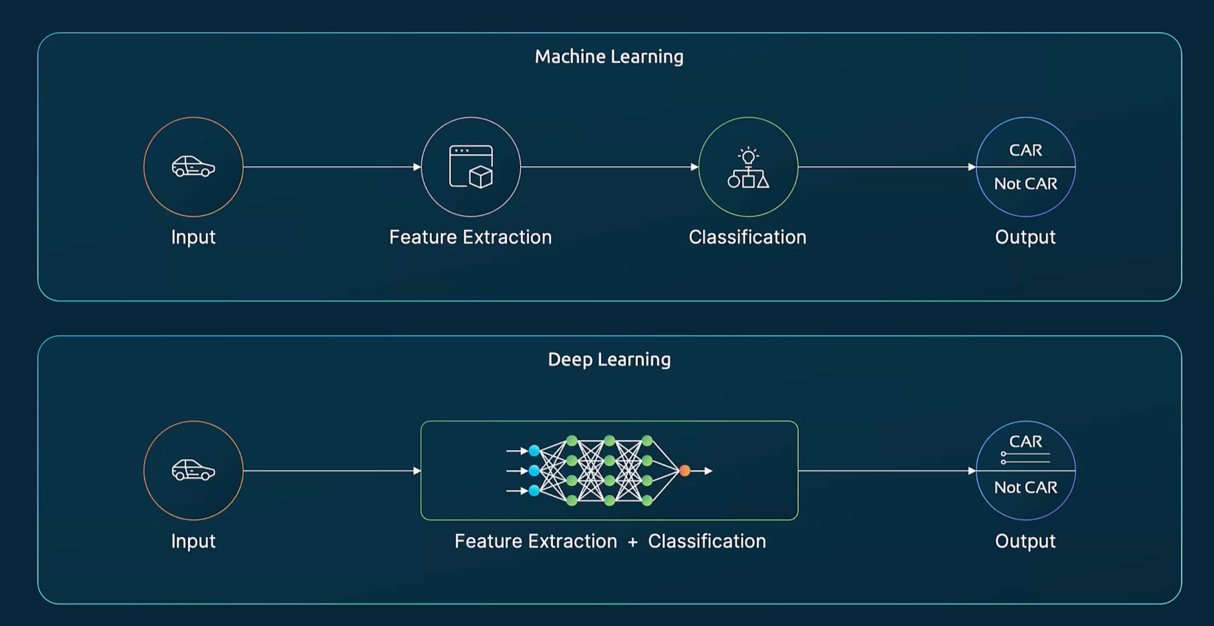 Machine Learning
CAR
Not CAR
Input
Feature Extraction
Classification
Output
Deep Learning
CAR
Not CAR
Input
Feature Extraction + Classification
Output